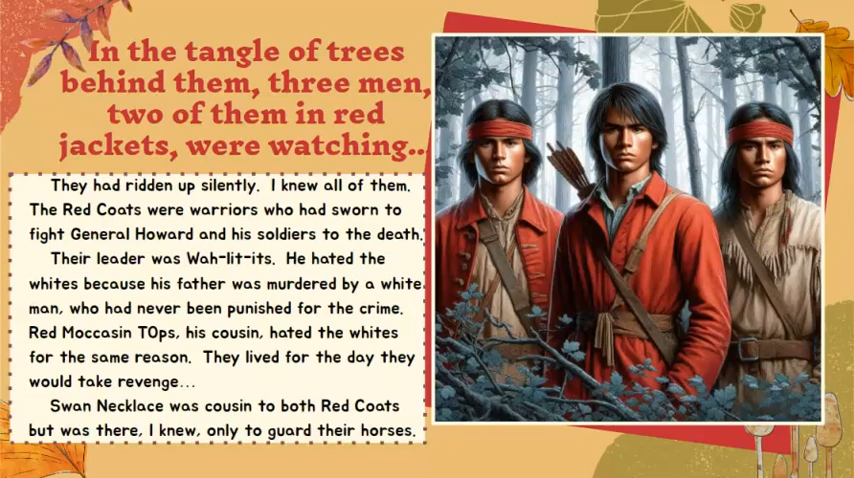 In the tangle of trees
behind them, three men,
two of them in red
jackets, were watching...
They had ridden up silently. I knew all of them.
The Red Coats were warriors who had sworn to
fight General Howard and his soldiers to the death.
Their leader was Wah-lit-its. He hated the
whites because his father was murdered by a white
man, who had never been punished for the crime.
Red Moccasin TOps, his cousin, hated the whites
for the same reason. They lived for the day they
would take revenge...
Swan Necklace was cousin to both Red Coats
but was there, I knew, only to guard their horses.